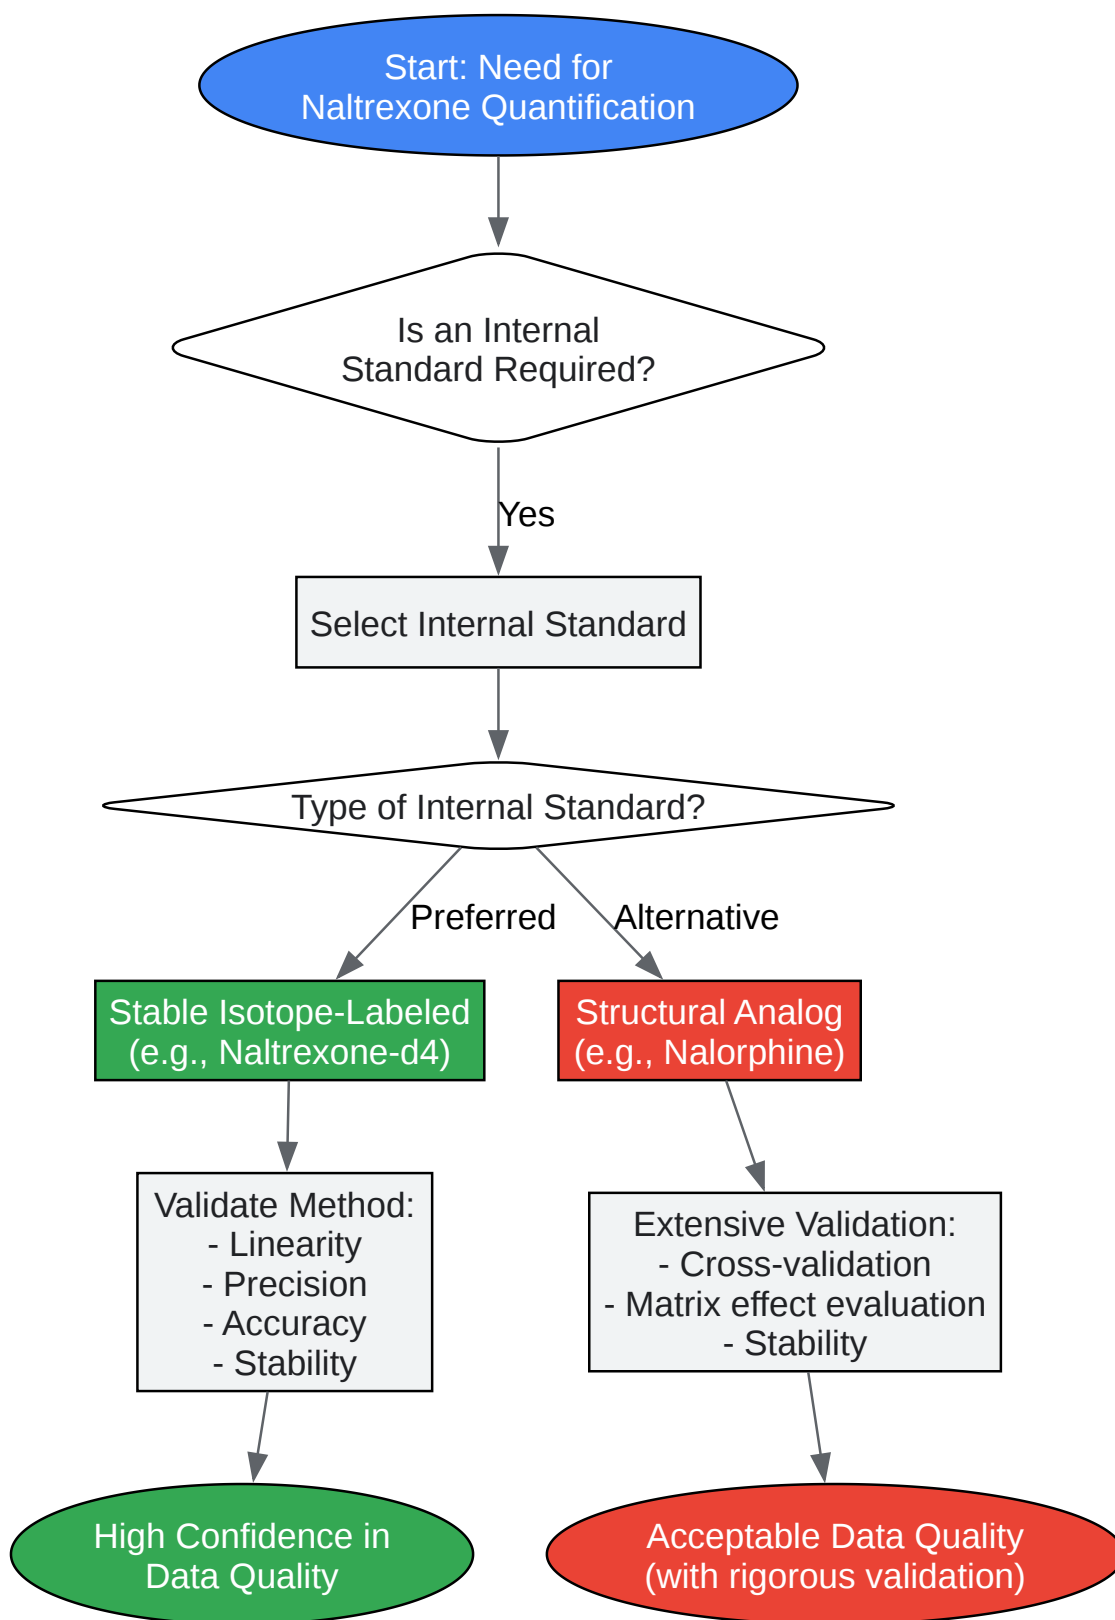 Start: Need for
Naltrexone Quantification
Is an Internal
Standard Required?
Yes
Select Internal Standard
Type of Internal Standard?
Preferred
Alternative
Stable Isotope-Labeled
(e.g., Naltrexone-d4)
Structural Analog
(e.g., Nalorphine)
Validate Method:
- Linearity
- Precision
- Accuracy
- Stability
Extensive Validation:
- Cross-validation
- Matrix effect evaluation
- Stability
High Confidence in
Data Quality
Acceptable Data Quality
(with rigorous validation)